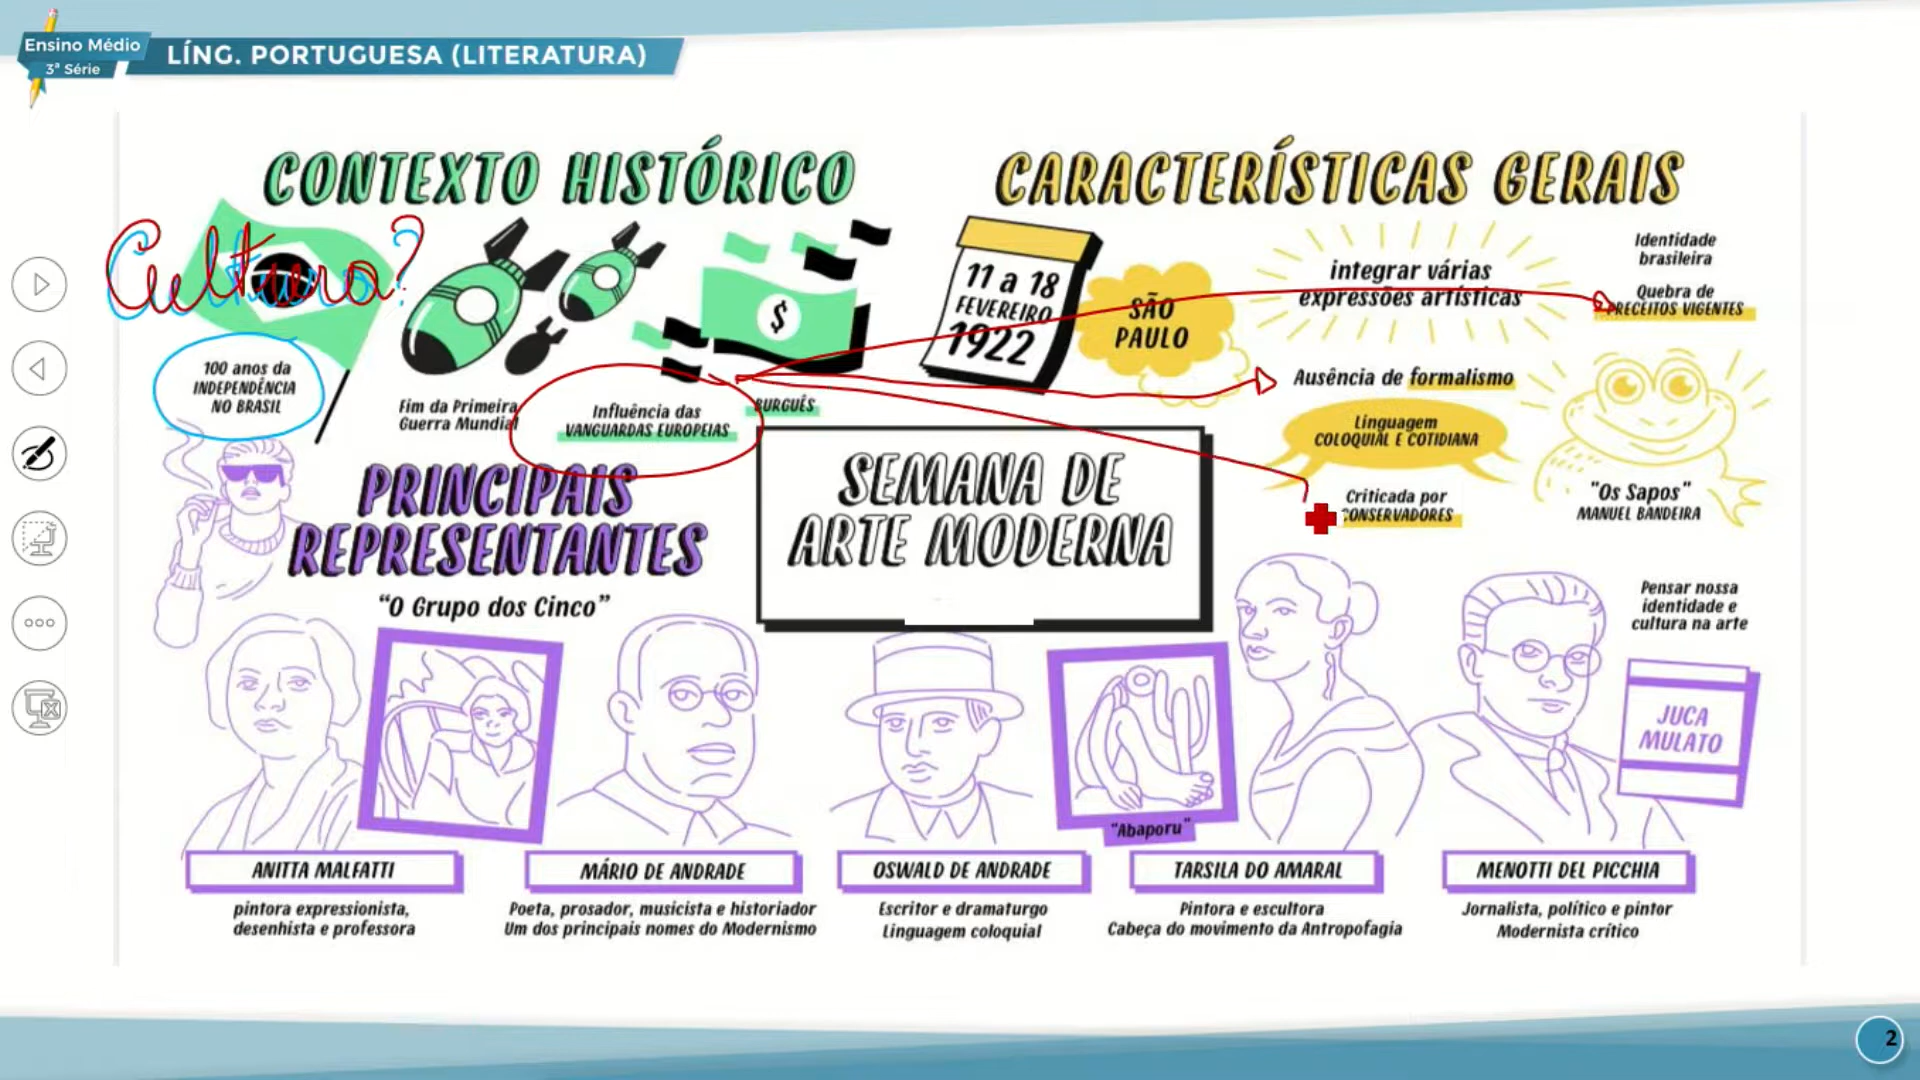 Ensino Médio
3ª Série
LÍNG. PORTUGUESA (LITERATURA)
CONTEXTO HISTÓRICO
Cultura?
100 anos da
INDEPENDÊNCIA
NO BRASIL
Fim da Primeira
Guerra Mundial
Influência das
VANGUARDAS EUROPEIAS
$
BURGUÊS
CARACTERÍSTICAS GERAIS
11 a 18
FEVEREIRO
1922
SÃO
PAULO
integrar várias
expressões artísticas
Identidade
brasileira
Quebra de
PRECEITOS VIGENTES
Ausência de formalismo
Linguagem
COLOQUIAL E COTIDIANA
Criticada por
CONSERVADORES
"Os Sapos"
MANUEL BANDEIRA
SEMANA DE
ARTE MODERNA
PRINCIPAIS
REPRESENTANTES
“O Grupo dos Cinco”
Pensar nossa
identidade e
cultura na arte
JUCA
MULATO
"Abaporu"
ANITTA MALFATTI
pintora expressionista,
desenhista e professora
MÁRIO DE ANDRADE
Poeta, prosador, musicista e historiador
Um dos principais nomes do Modernismo
OSWALD DE ANDRADE
Escritor e dramaturgo
Linguagem coloquial
TARSILA DO AMARAL
Pintora e escultora
Cabeça do movimento da Antropofagia
MENOTTI DEL PICCHIA
Jornalista, político e pintor
Modernista crítico
2